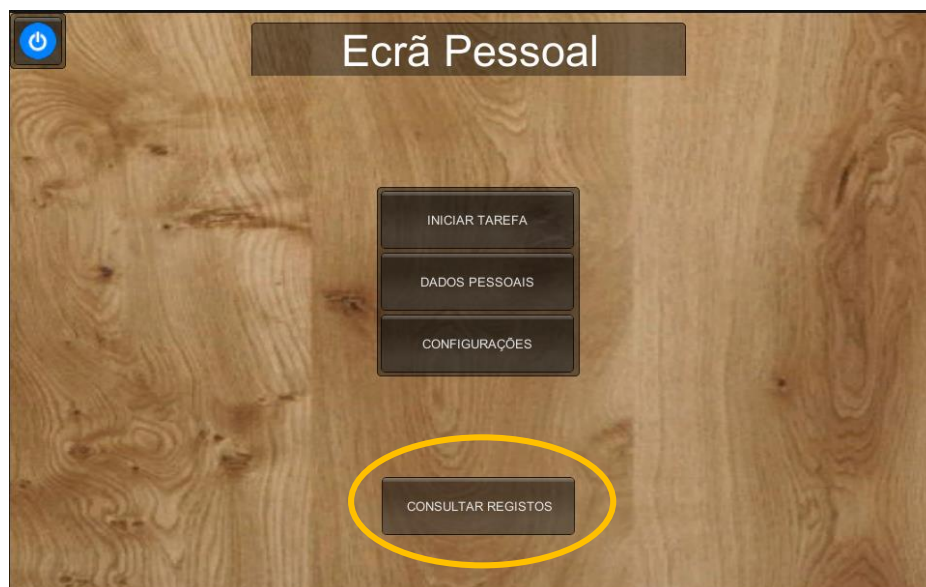 Ecrã Pessoal
INICIAR TAREFA
DADOS PESSOAIS
CONFIGURAÇÕES
CONSULTAR REGISTOS